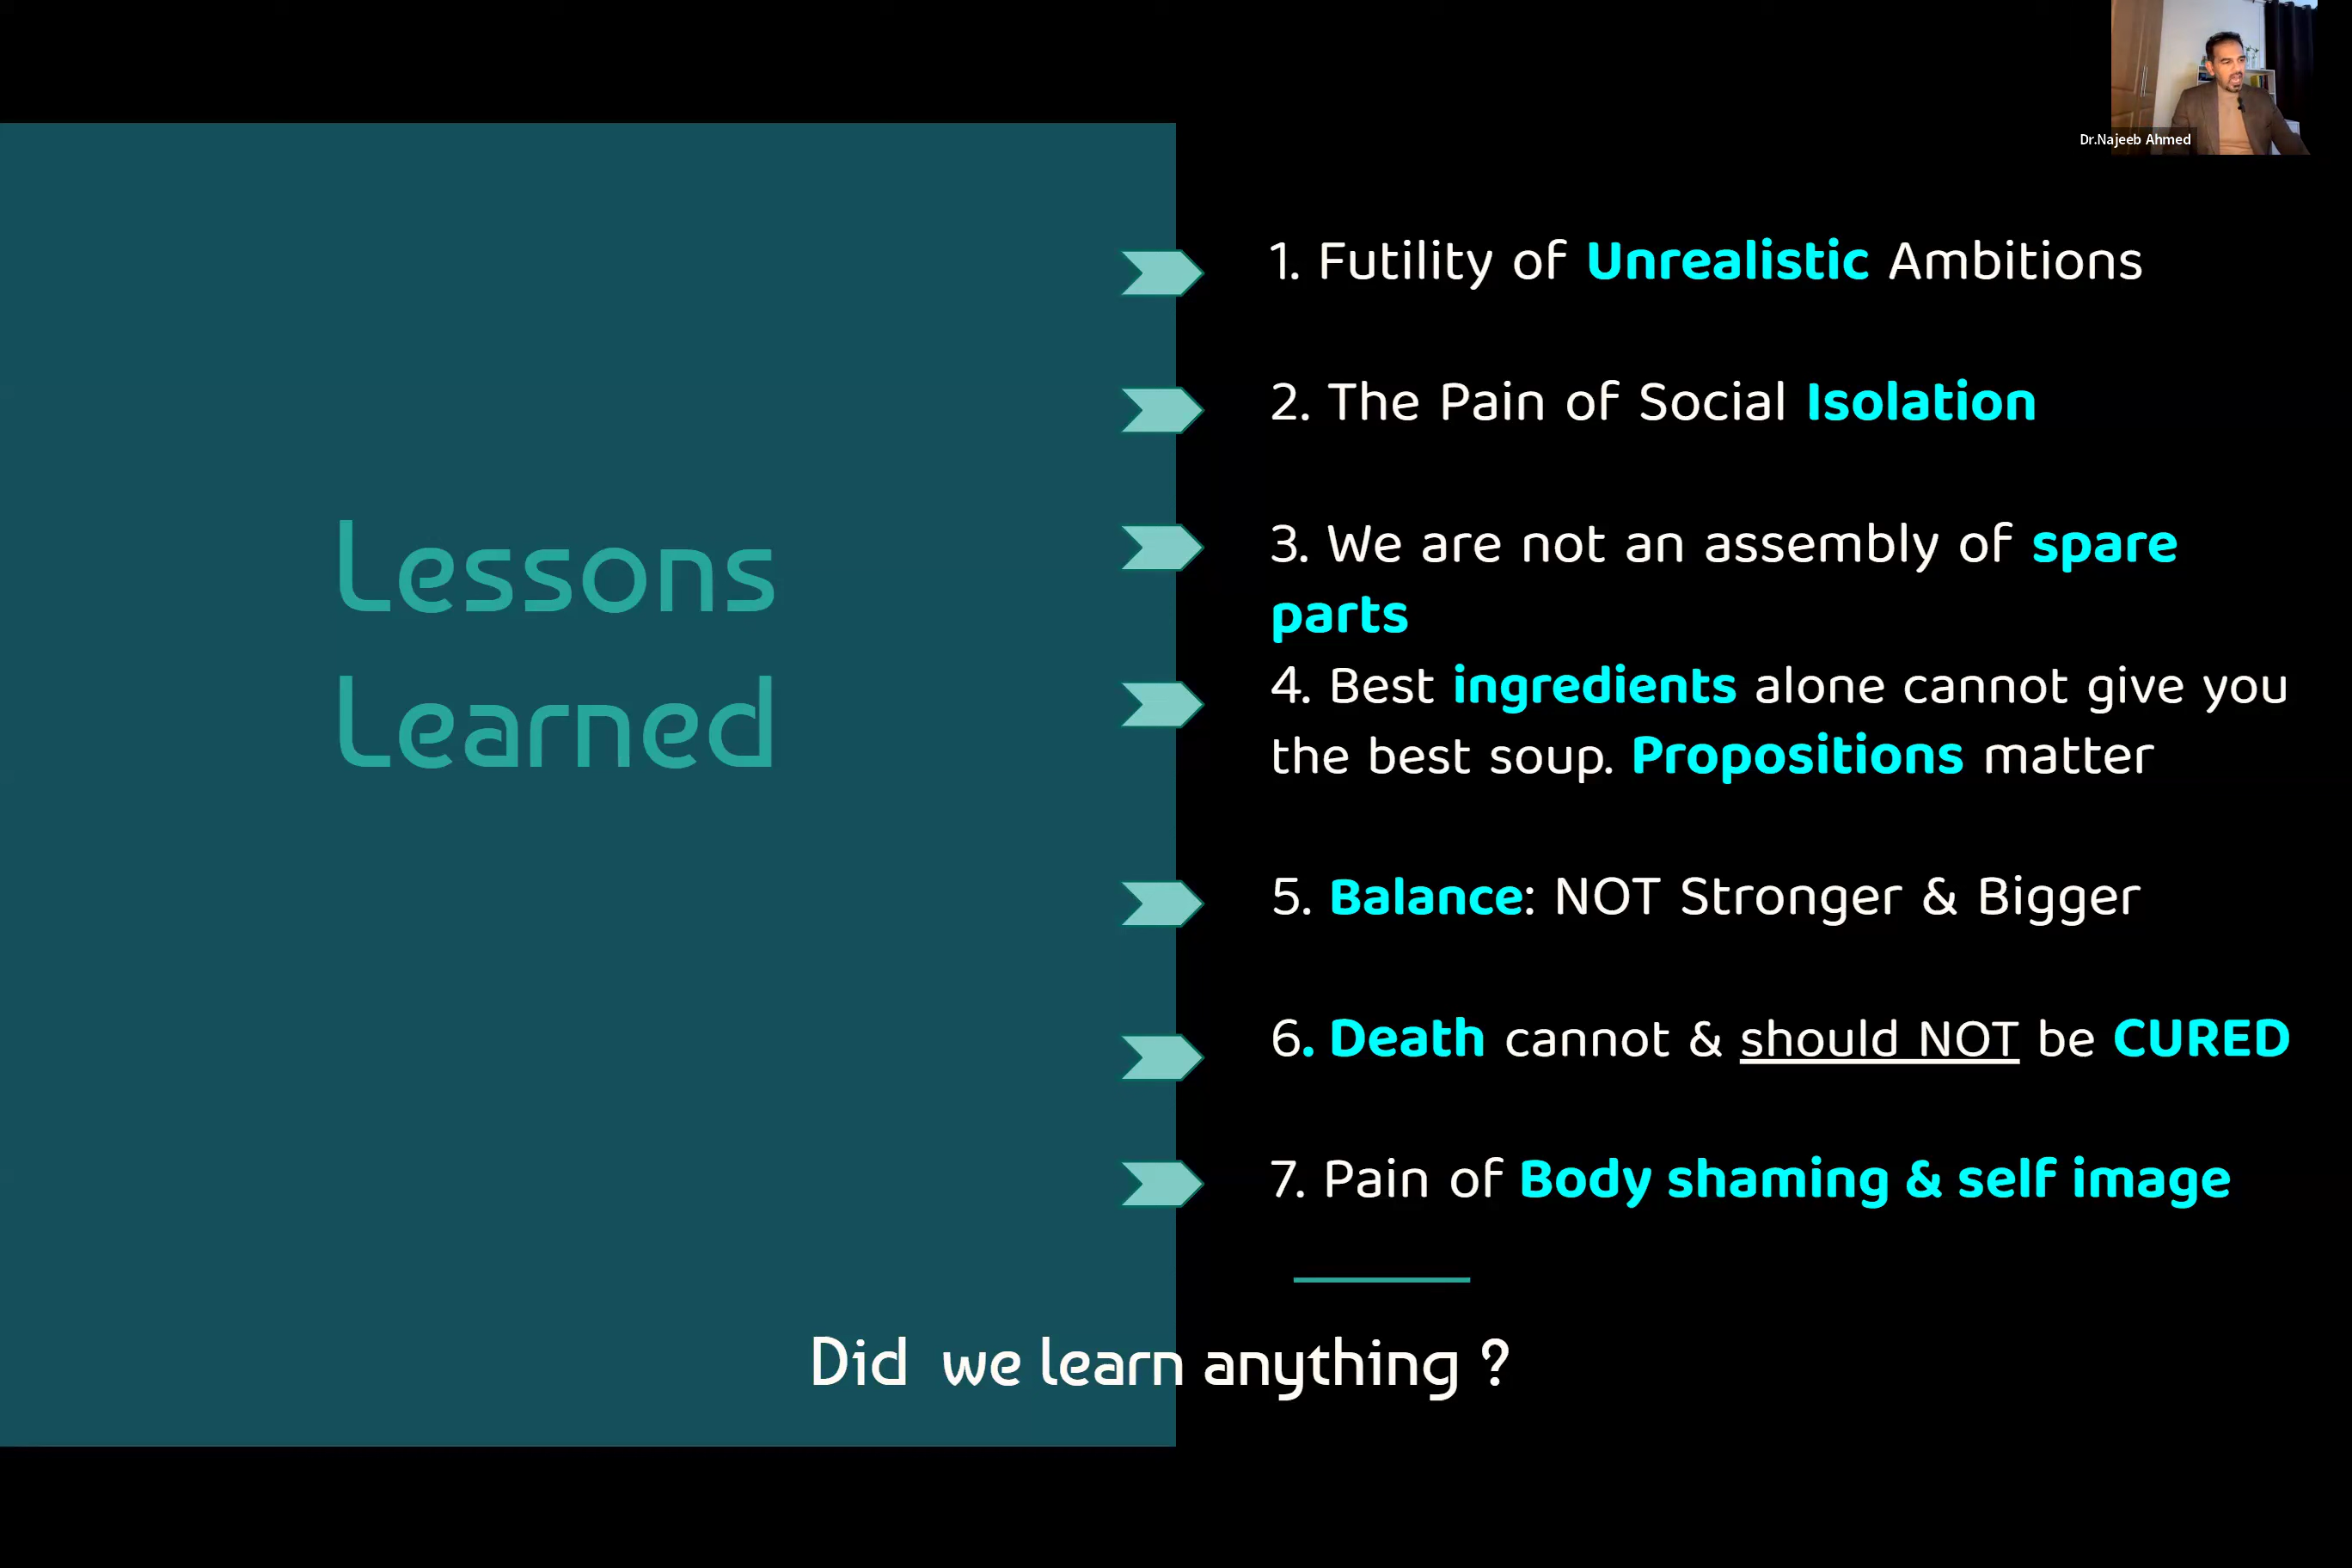 Dr.Najeeb Ahmed
Lessons
Learned
1. Futility of Unrealistic Ambitions
2. The Pain of Social Isolation
3. We are not an assembly of spare
parts
4. Best ingredients alone cannot give you
the best soup. Propositions matter
5. Balance: NOT Stronger & Bigger
6. Death cannot & should NOT be CURED
7. Pain of Body shaming & self image
Did we learn anything ?